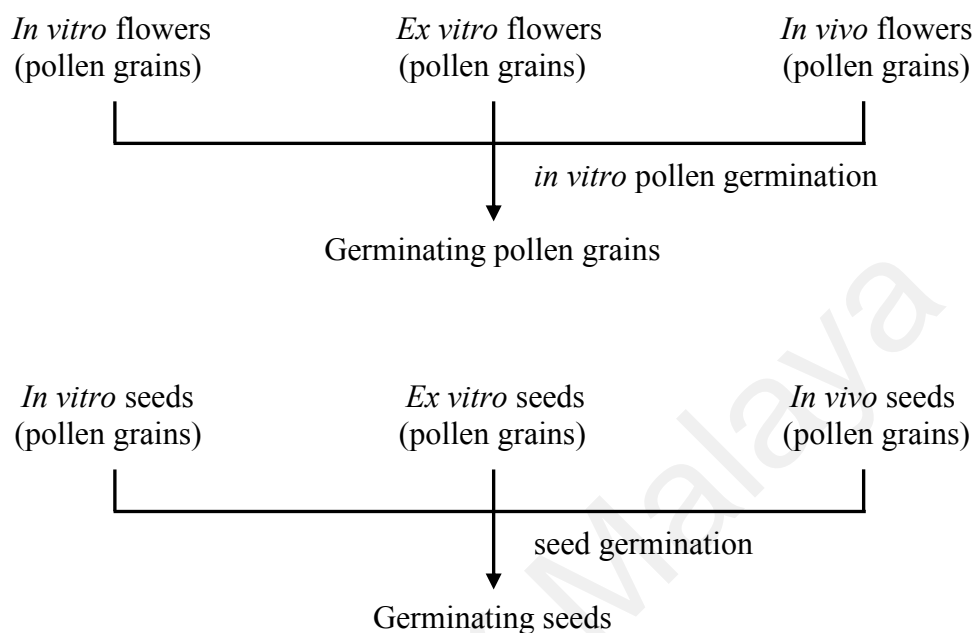 In vitro flowers Ex vitro flowers In vivo flowers
(pollen grains) (pollen grains) (pollen grains)
in vitro pollen germination
Germinating pollen grains
In vitro seeds Ex vitro seeds In vivo seeds
(pollen grains) (pollen grains) (pollen grains)
seed germination
Germinating seeds
Malaya